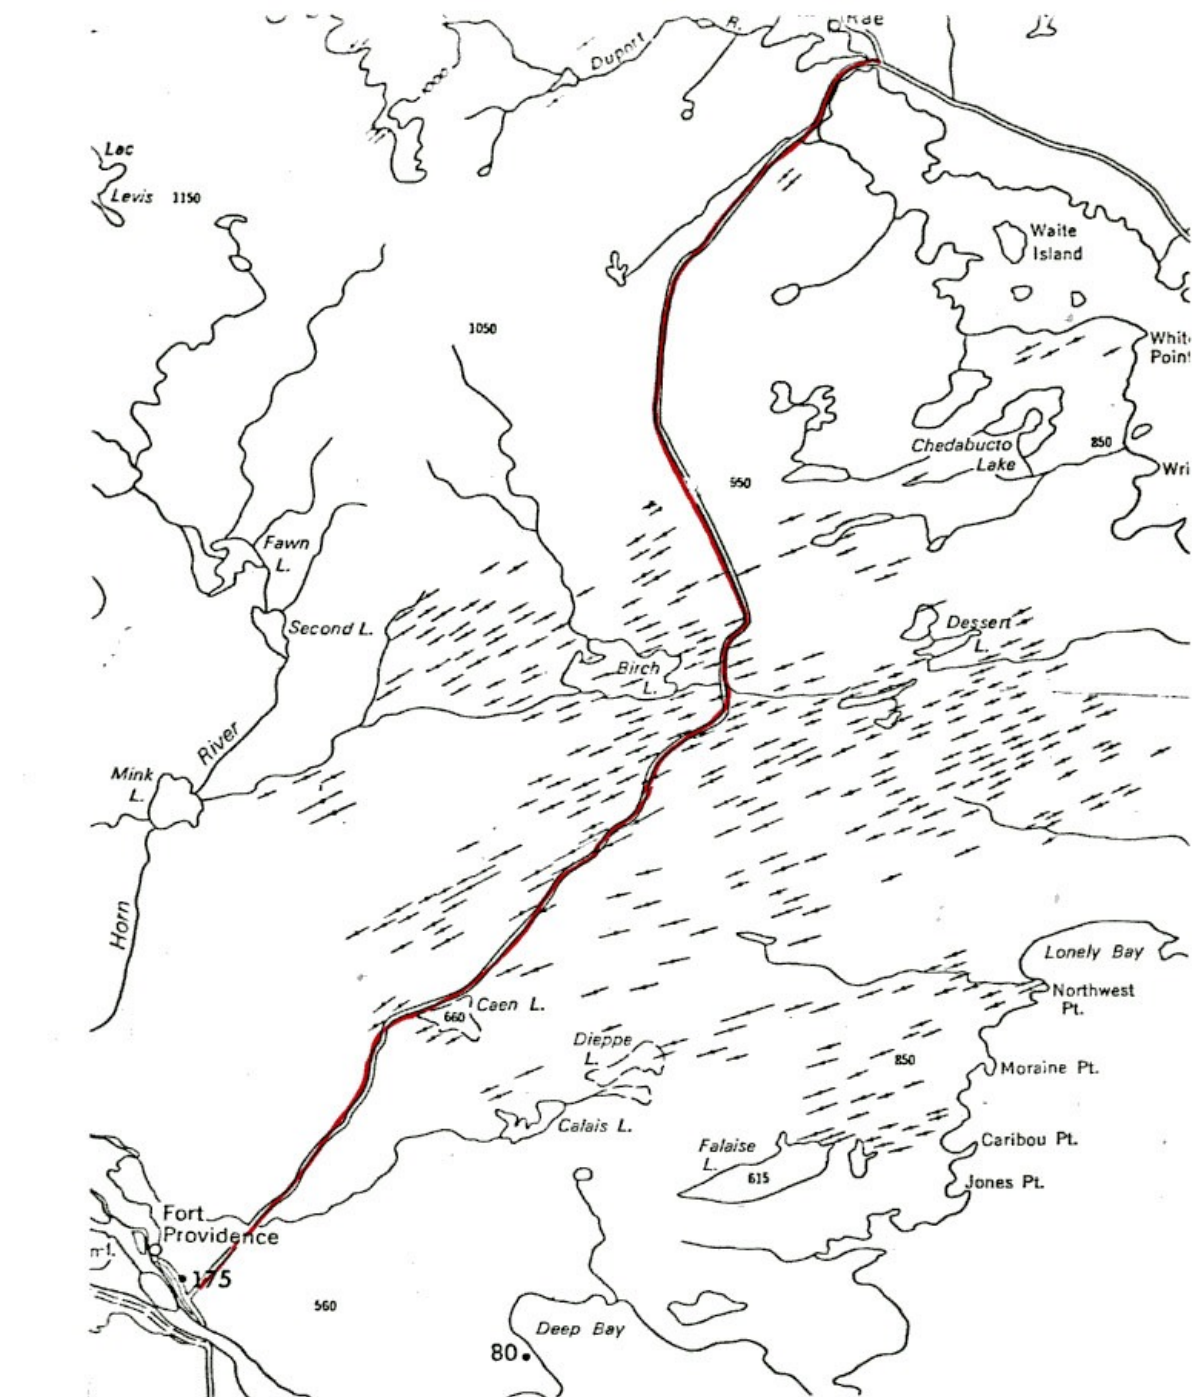 Rae
R.
Duport
Lac
Levis 1150
Waite
Island
1050
Point
Chedabucto
Lake
850
Fawn
L.
Second L.
Dessert
L.
Birch
L.
River
Mink
L.
Horn
Lonely Bay
Northwest
Pt.
Caen L.
660
Dieppe
L.
850
Moraine Pt.
Calais L.
Caribou Pt.
Falaise
L.
615
Jones Pt.
Fort
Providence
175
560
Deep Bay
80